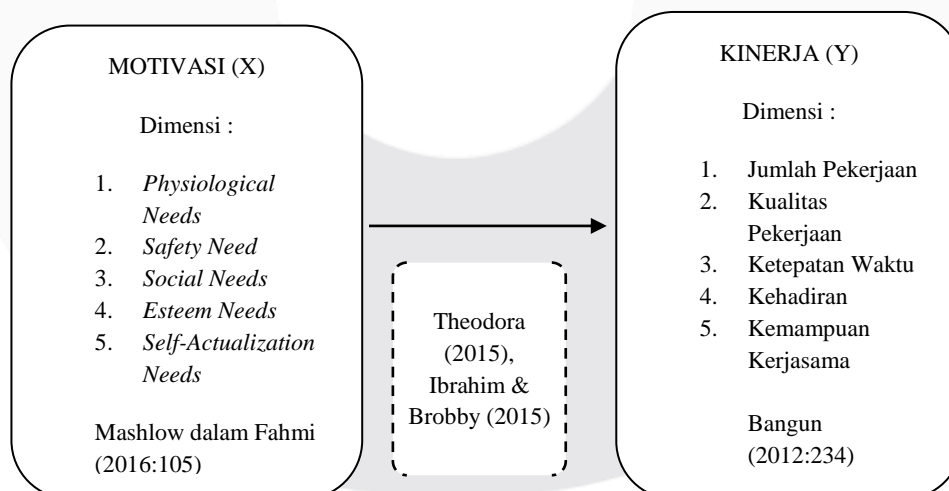 MOTIVASI (X)
Dimensi :
1. Physiological
Needs
2. Safety Need
3. Social Needs
4. Esteem Needs
5. Self-Actualization
Needs
Mashlow dalam Fahmi
(2016:105)
Theodora
(2015),
Ibrahim &
Brobby (2015)
KINERJA (Y)
Dimensi :
1. Jumlah Pekerjaan
2. Kualitas
Pekerjaan
3. Ketepatan Waktu
4. Kehadiran
5. Kemampuan
Kerjasama
Bangun
(2012:234)